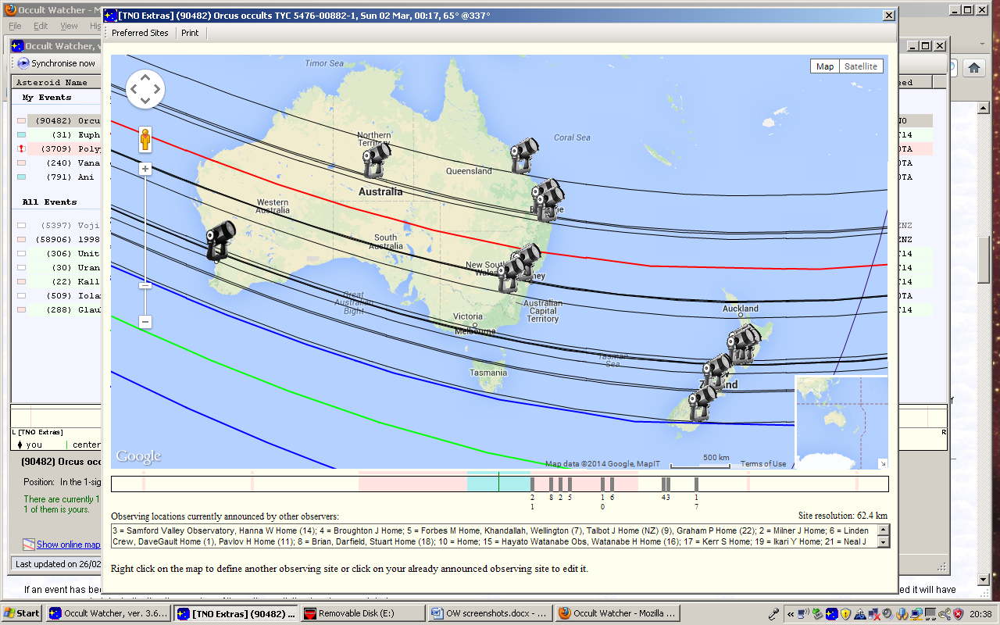 Occult Watcher - M
[TNO Extras] (90482) Orcus occults TYC 5476-00882-1, Sun 02 Mar, 00:17, 65° @337°
File Edit View His
Preferred Sites Print
Occult Watcher, v
Synchronise now
Asteroid Name
eed
My Events
(90482) Orcu
NO
(31) Euph
T14
(3709) Poly
OTA
(240) Vana
OTA
(791) Ani
OTA
All Events
(5397) Voji
ENZ
(58906) 1998
ENZ
(306) Unit
T14
(30) Uran
T14
(22) Kall
T14
(509) Iola
OTA
(288) Glau
T14
Map Satellite
Timor Sea
Coral Sea
Northern
Territory
Queensland
Australia
Western
Australia
South
Australia
New South
Wales
Australian
Capital
Territory
Great
Australian
Bight
Victoria
Melbourne
Tasmania
Tasman
Sea
Auckland
New
Zealand
Google
500 km
Map data ©2014 Google, MapIT Terms of Use
L [TNO Extras]
R
you center
(90482) Orcus occ
Position: In the 1-sig
There are currently 1
1 of them is yours.
Show online map
Last updated on 26/02
2 8 2 5 1 6 43 1
1 0 7
Observing locations currently announced by other observers:
Site resolution: 62.4 km
3 = Samford Valley Observatory, Hanna W Home (14); 4 = Broughton J Home; 5 = Forbes M Home, Khandallah, Wellington (7), Talbot J Home (NZ) (9), Graham P Home (22); 2 = Milner J Home; 6 = Linden
Crew, DaveGault Home (1), Pavlov H Home (11); 8 = Brian, Darfield, Stuart Home (18); 10 = Home; 15 = Hayato Watanabe Obs, Watanabe H Home (16); 17 = Kerr S Home; 19 = Ikari Y Home; 21 = Neal J
Right click on the map to define another observing site or click on your already announced observing site to edit it.
If an event has bee
ed it will have
Start
Occult Watcher, ver. 3.6...
[TNO Extras] (90482) ...
Removable Disk (E:)
OW screenshots.docx - ...
Occult Watcher - Mozilla ...
20:38